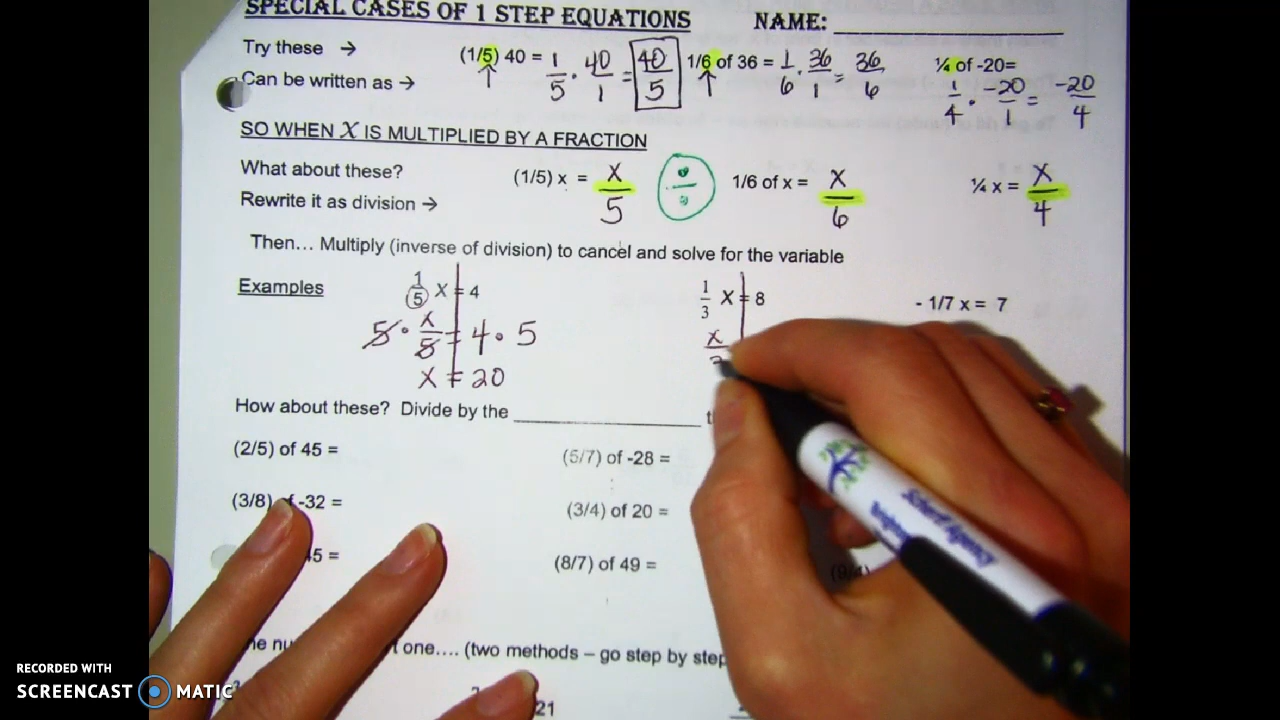 SPECIAL CASES OF 1 STEP EQUATIONS NAME:
Try these → (1/5) 40 = 1/5 · 40/1 = 40/5 1/6 of 36 = 1/6 · 36/1 = 36/6 ¼ of -20=
Can be written as → 1/4 · -20/1 = -20/4
SO WHEN X IS MULTIPLIED BY A FRACTION
What about these? (1/5) x = x/5 ÷ 1/6 of x = x/6 ¼ x = x/4
Rewrite it as division →
Then… Multiply (inverse of division) to cancel and solve for the variable
Examples 1/5 X = 4 1/3 X = 8 - 1/7 x = 7
5 · x/5 = 4 · 5 x
x = 20
How about these? Divide by the
(2/5) of 45 = (5/7) of -28 =
(3/8) of -32 = (3/4) of 20 =
45 = (8/7) of 49 =
one…. (two methods – go step by step
21
Scherff Agency
RECORDED WITH
SCREENCAST MATIC